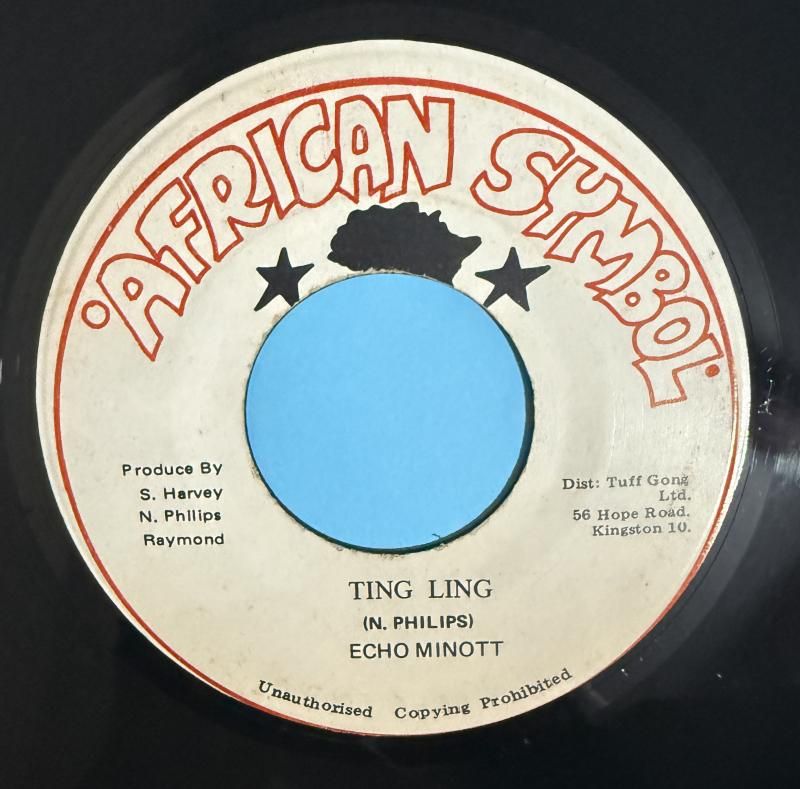 AFRICAN SYMBOL
Produce By
S. Harvey
N. Philips
Raymond
Dist: Tuff Gong
Ltd.
56 Hope Road.
Kingston 10.
TING LING
(N. PHILIPS)
ECHO MINOTT
Unauthorised Copying Prohibited